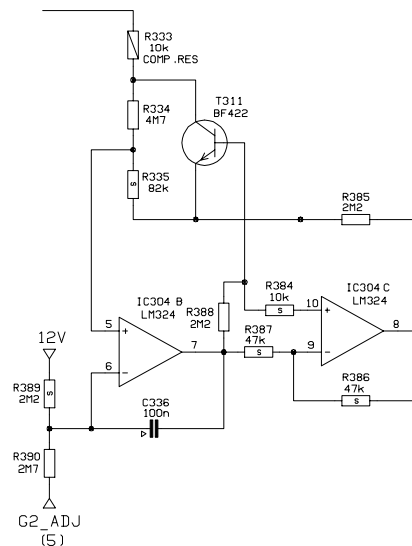 R333
10k
COMP.RES
R334
4M7
T311
BF422
R335
82k
S
R385
2M2
IC304 B
LM324
R388
2M2
R384
10k
S
IC304 C
LM324
10
+
8
9
−
5
+
7
6
−
R387
47k
S
R386
47k
S
12V
R389
2M2
S
C336
100n
R390
2M7
G2_ADJ
(5)